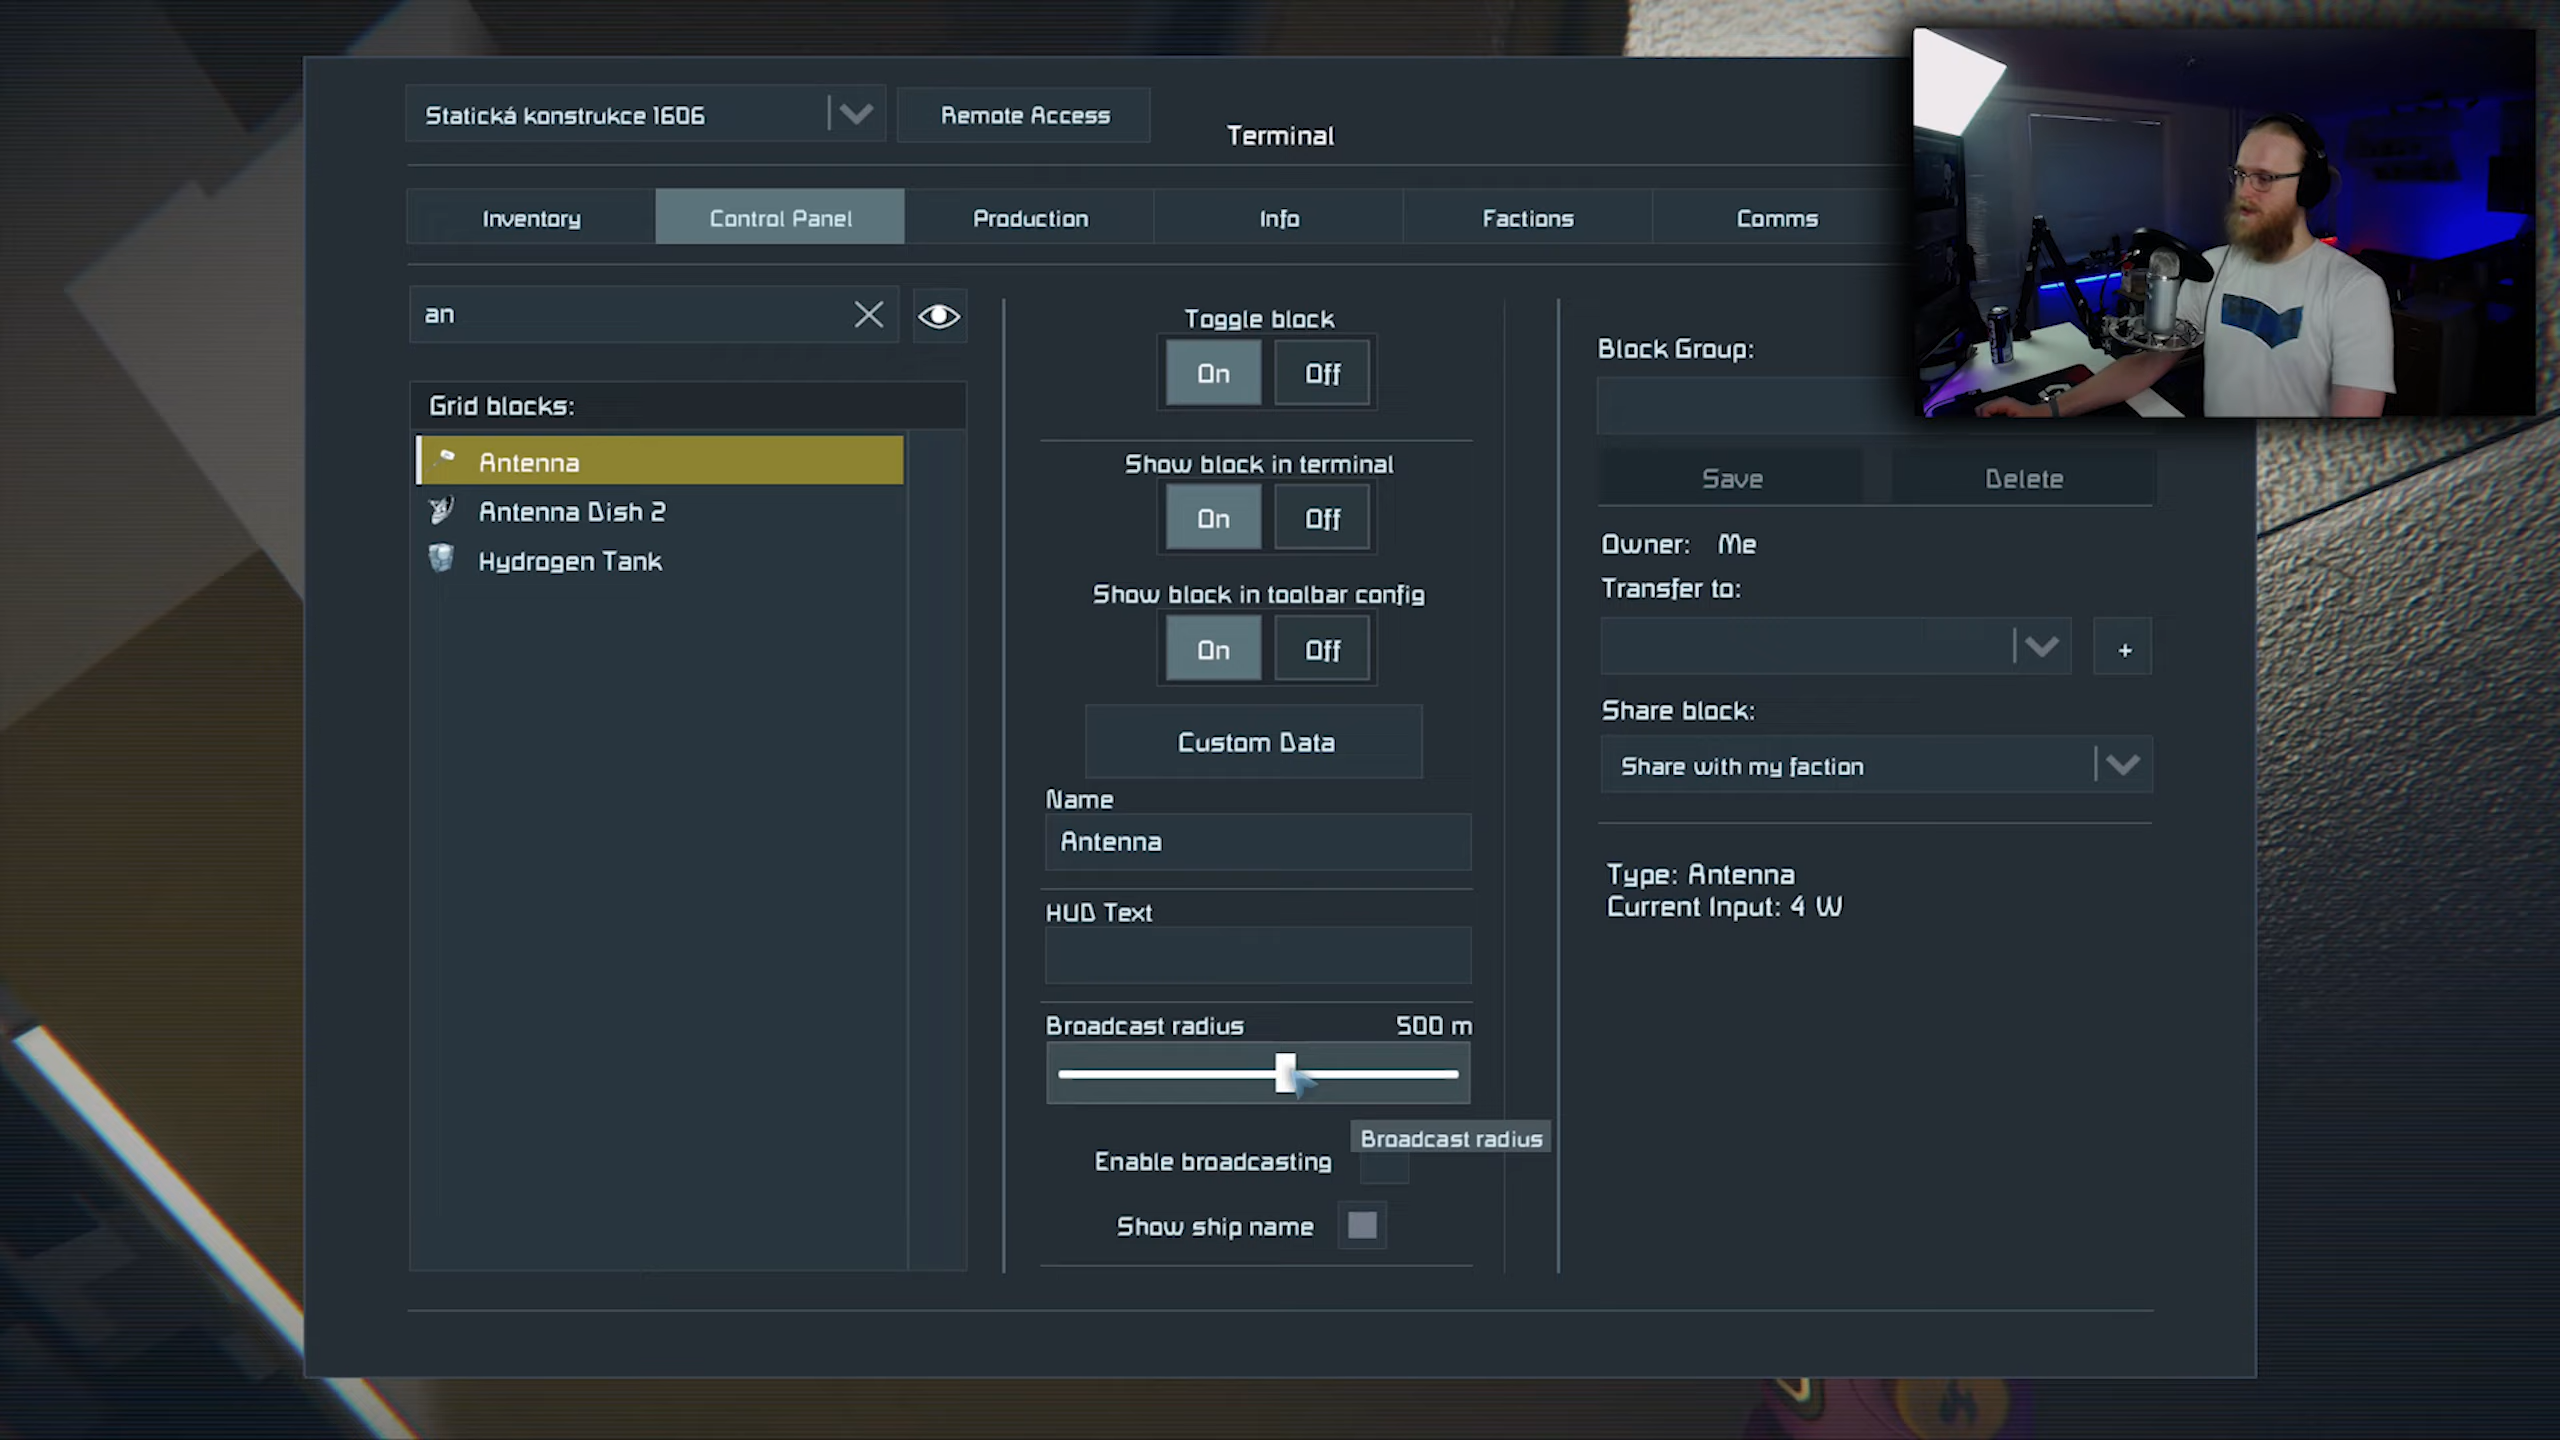 Statická konstrukce 1606
Remote Access
Terminal
Inventory
Control Panel
Production
Info
Factions
Comms
an
Grid blocks:
Antenna
Antenna Dish 2
Hydrogen Tank
Toggle block
On Off
Show block in terminal
On Off
Show block in toolbar config
On Off
Custom Data
Name
Antenna
HUD Text
Broadcast radius 500 m
Broadcast radius
Enable broadcasting
Show ship name
Block Group:
Save Delete
Owner: Me
Transfer to:
+
Share block:
Share with my faction
Type: Antenna
Current Input: 4 W